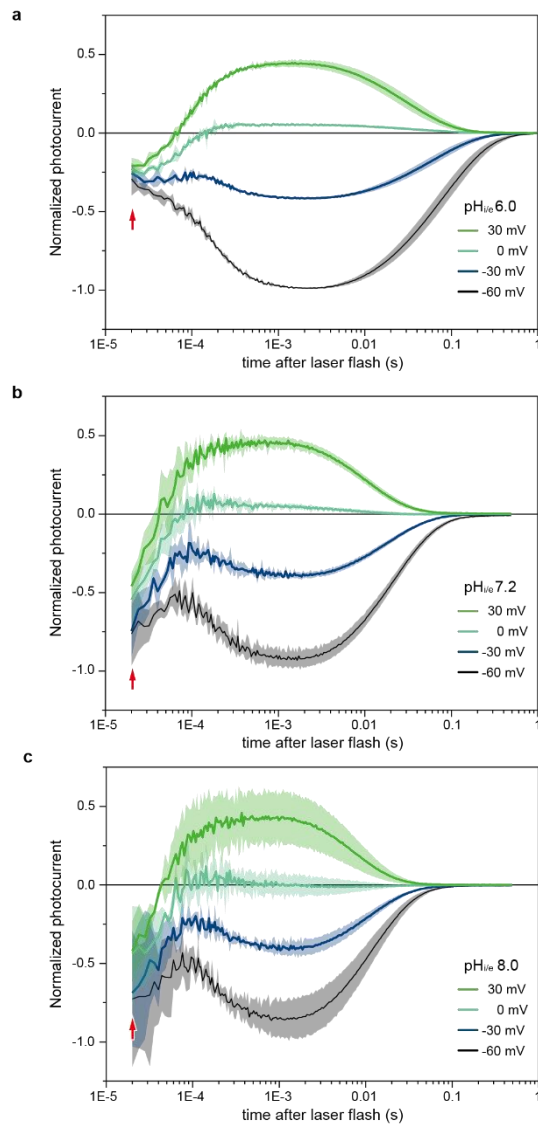 a
Normalized photocurrent
0.5
0.0
-0.5
-1.0
pHi/e 6.0
30 mV
0 mV
-30 mV
-60 mV
1E-5 1E-4 1E-3 0.01 0.1 1
time after laser flash (s)
b
Normalized photocurrent
0.5
0.0
-0.5
-1.0
pHi/e 7.2
30 mV
0 mV
-30 mV
-60 mV
1E-5 1E-4 1E-3 0.01 0.1 1
time after laser flash (s)
c
Normalized photocurrent
0.5
0.0
-0.5
-1.0
pHi/e 8.0
30 mV
0 mV
-30 mV
-60 mV
1E-5 1E-4 1E-3 0.01 0.1 1
time after laser flash (s)